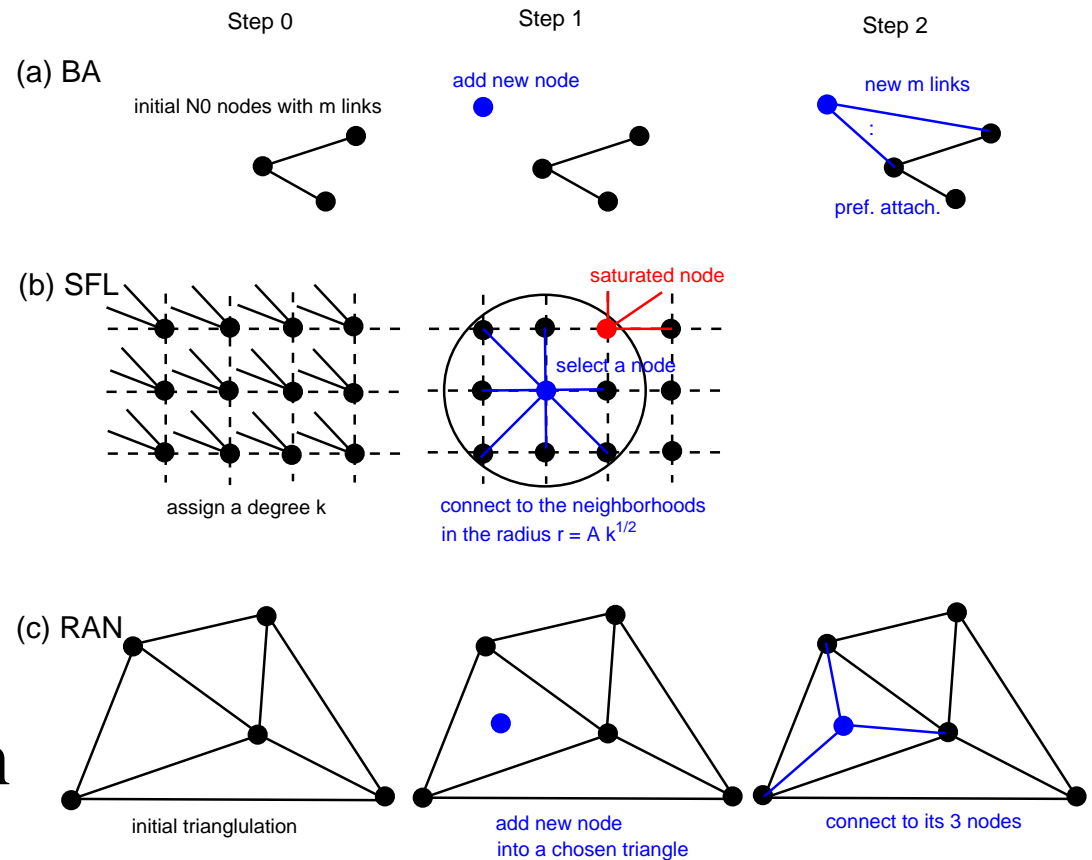 Step 0
Step 1
Step 2
(a) BA
initial N0 nodes with m links
add new node
new m links
:
pref. attach.
(b) SFL
saturated node
select a node
assign a degree k
connect to the neighborhoods
in the radius r = A k^{1/2}
(c) RAN
n
initial trianglulation
add new node
into a chosen triangle
connect to its 3 nodes